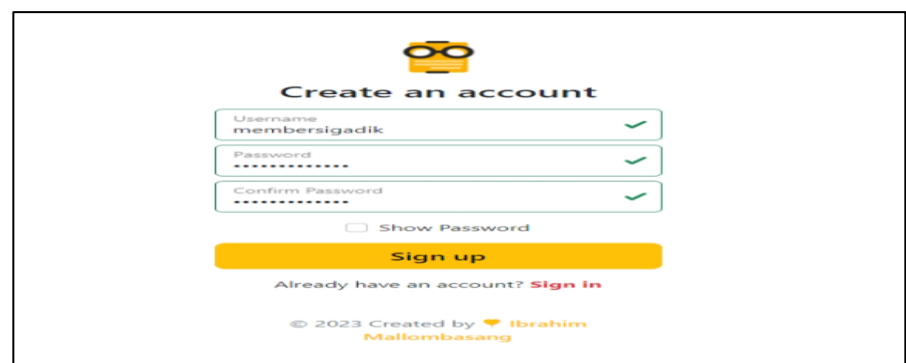 Create an account
Username
membersigadik
Password
•••••••••••••
Confirm Password
•••••••••••••
Show Password
Sign up
Already have an account? Sign in
© 2023 Created by Ibrahim
Mallombasang